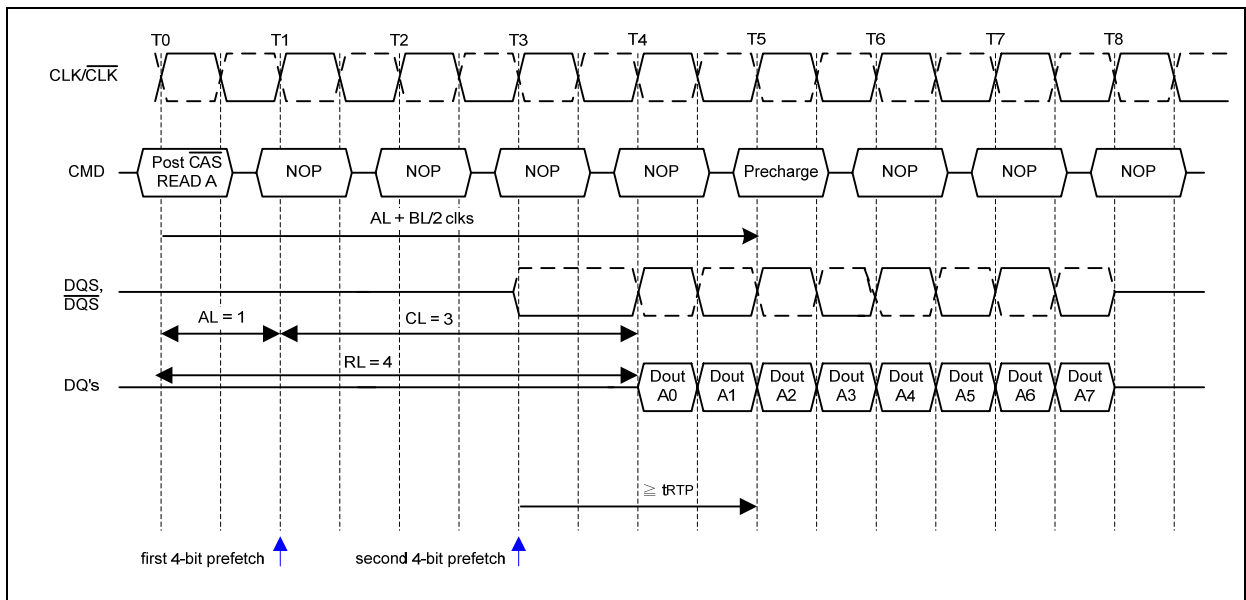 T0 T1 T2 T3 T4 T5 T6 T7 T8
CLK/CLK
CMD
Post CAS
READ A
NOP
NOP
NOP
NOP
Precharge
NOP
NOP
NOP
AL + BL/2 clks
DQS,
DQS
AL = 1
CL = 3
RL = 4
DQ's
Dout
A0
Dout
A1
Dout
A2
Dout
A3
Dout
A4
Dout
A5
Dout
A6
Dout
A7
≧ tRTP
first 4-bit prefetch
second 4-bit prefetch